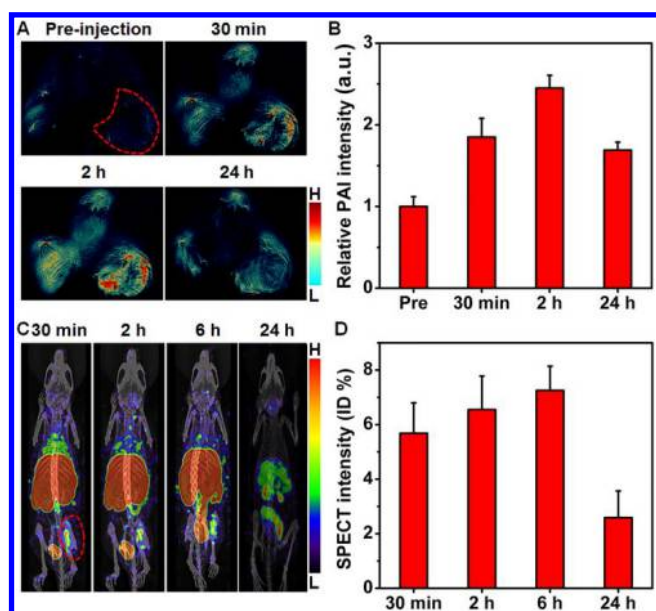 A Pre-injection 30 min
2 h 24 h
H
L
B
Relative PAI intensity (a.u.)
3
2
1
0
Pre 30 min 2 h 24 h
C 30 min 2 h 6 h 24 h
H
L
D
SPECT intensity (ID %)
8
6
4
2
0
30 min 2 h 6 h 24 h